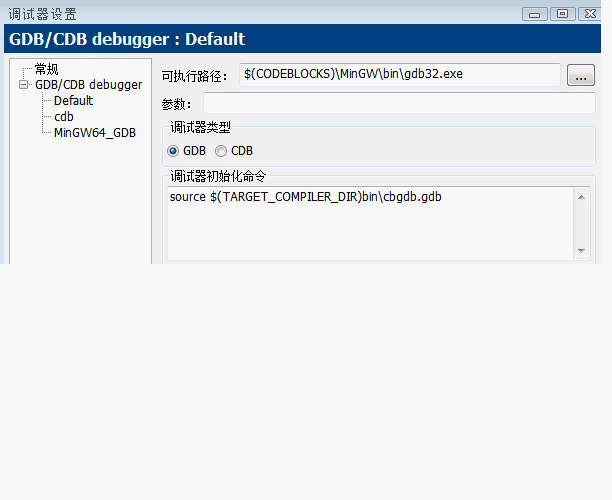 调试器设置
GDB/CDB debugger : Default
常规
GDB/CDB debugger
Default
cdb
MinGW64_GDB
可执行路径：
$(CODEBLOCKS)\MinGW\bin\gdb32.exe
...
参数：
调试器类型
GDB
CDB
调试器初始化命令
source $(TARGET_COMPILER_DIR)bin\cbgdb.gdb